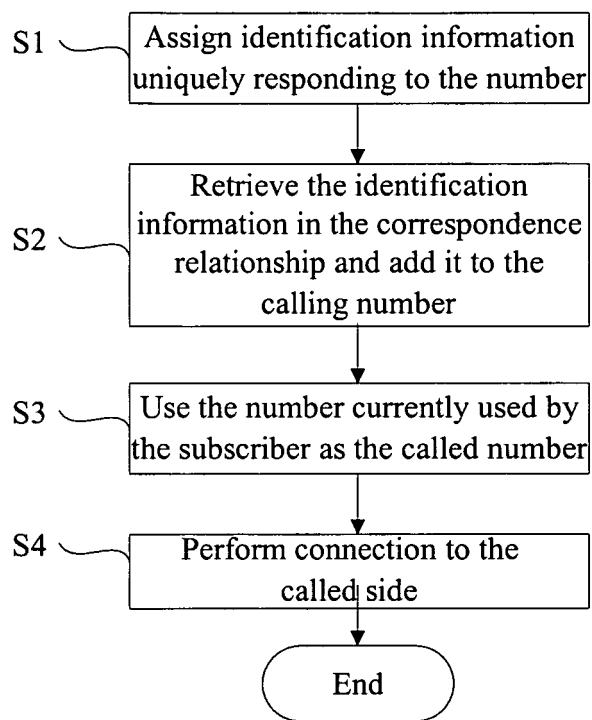 S1
Assign identification information
uniquely responding to the number
S2
Retrieve the identification
information in the correspondence
relationship and add it to the
calling number
S3
Use the number currently used by
the subscriber as the called number
S4
Perform connection to the
called side
End